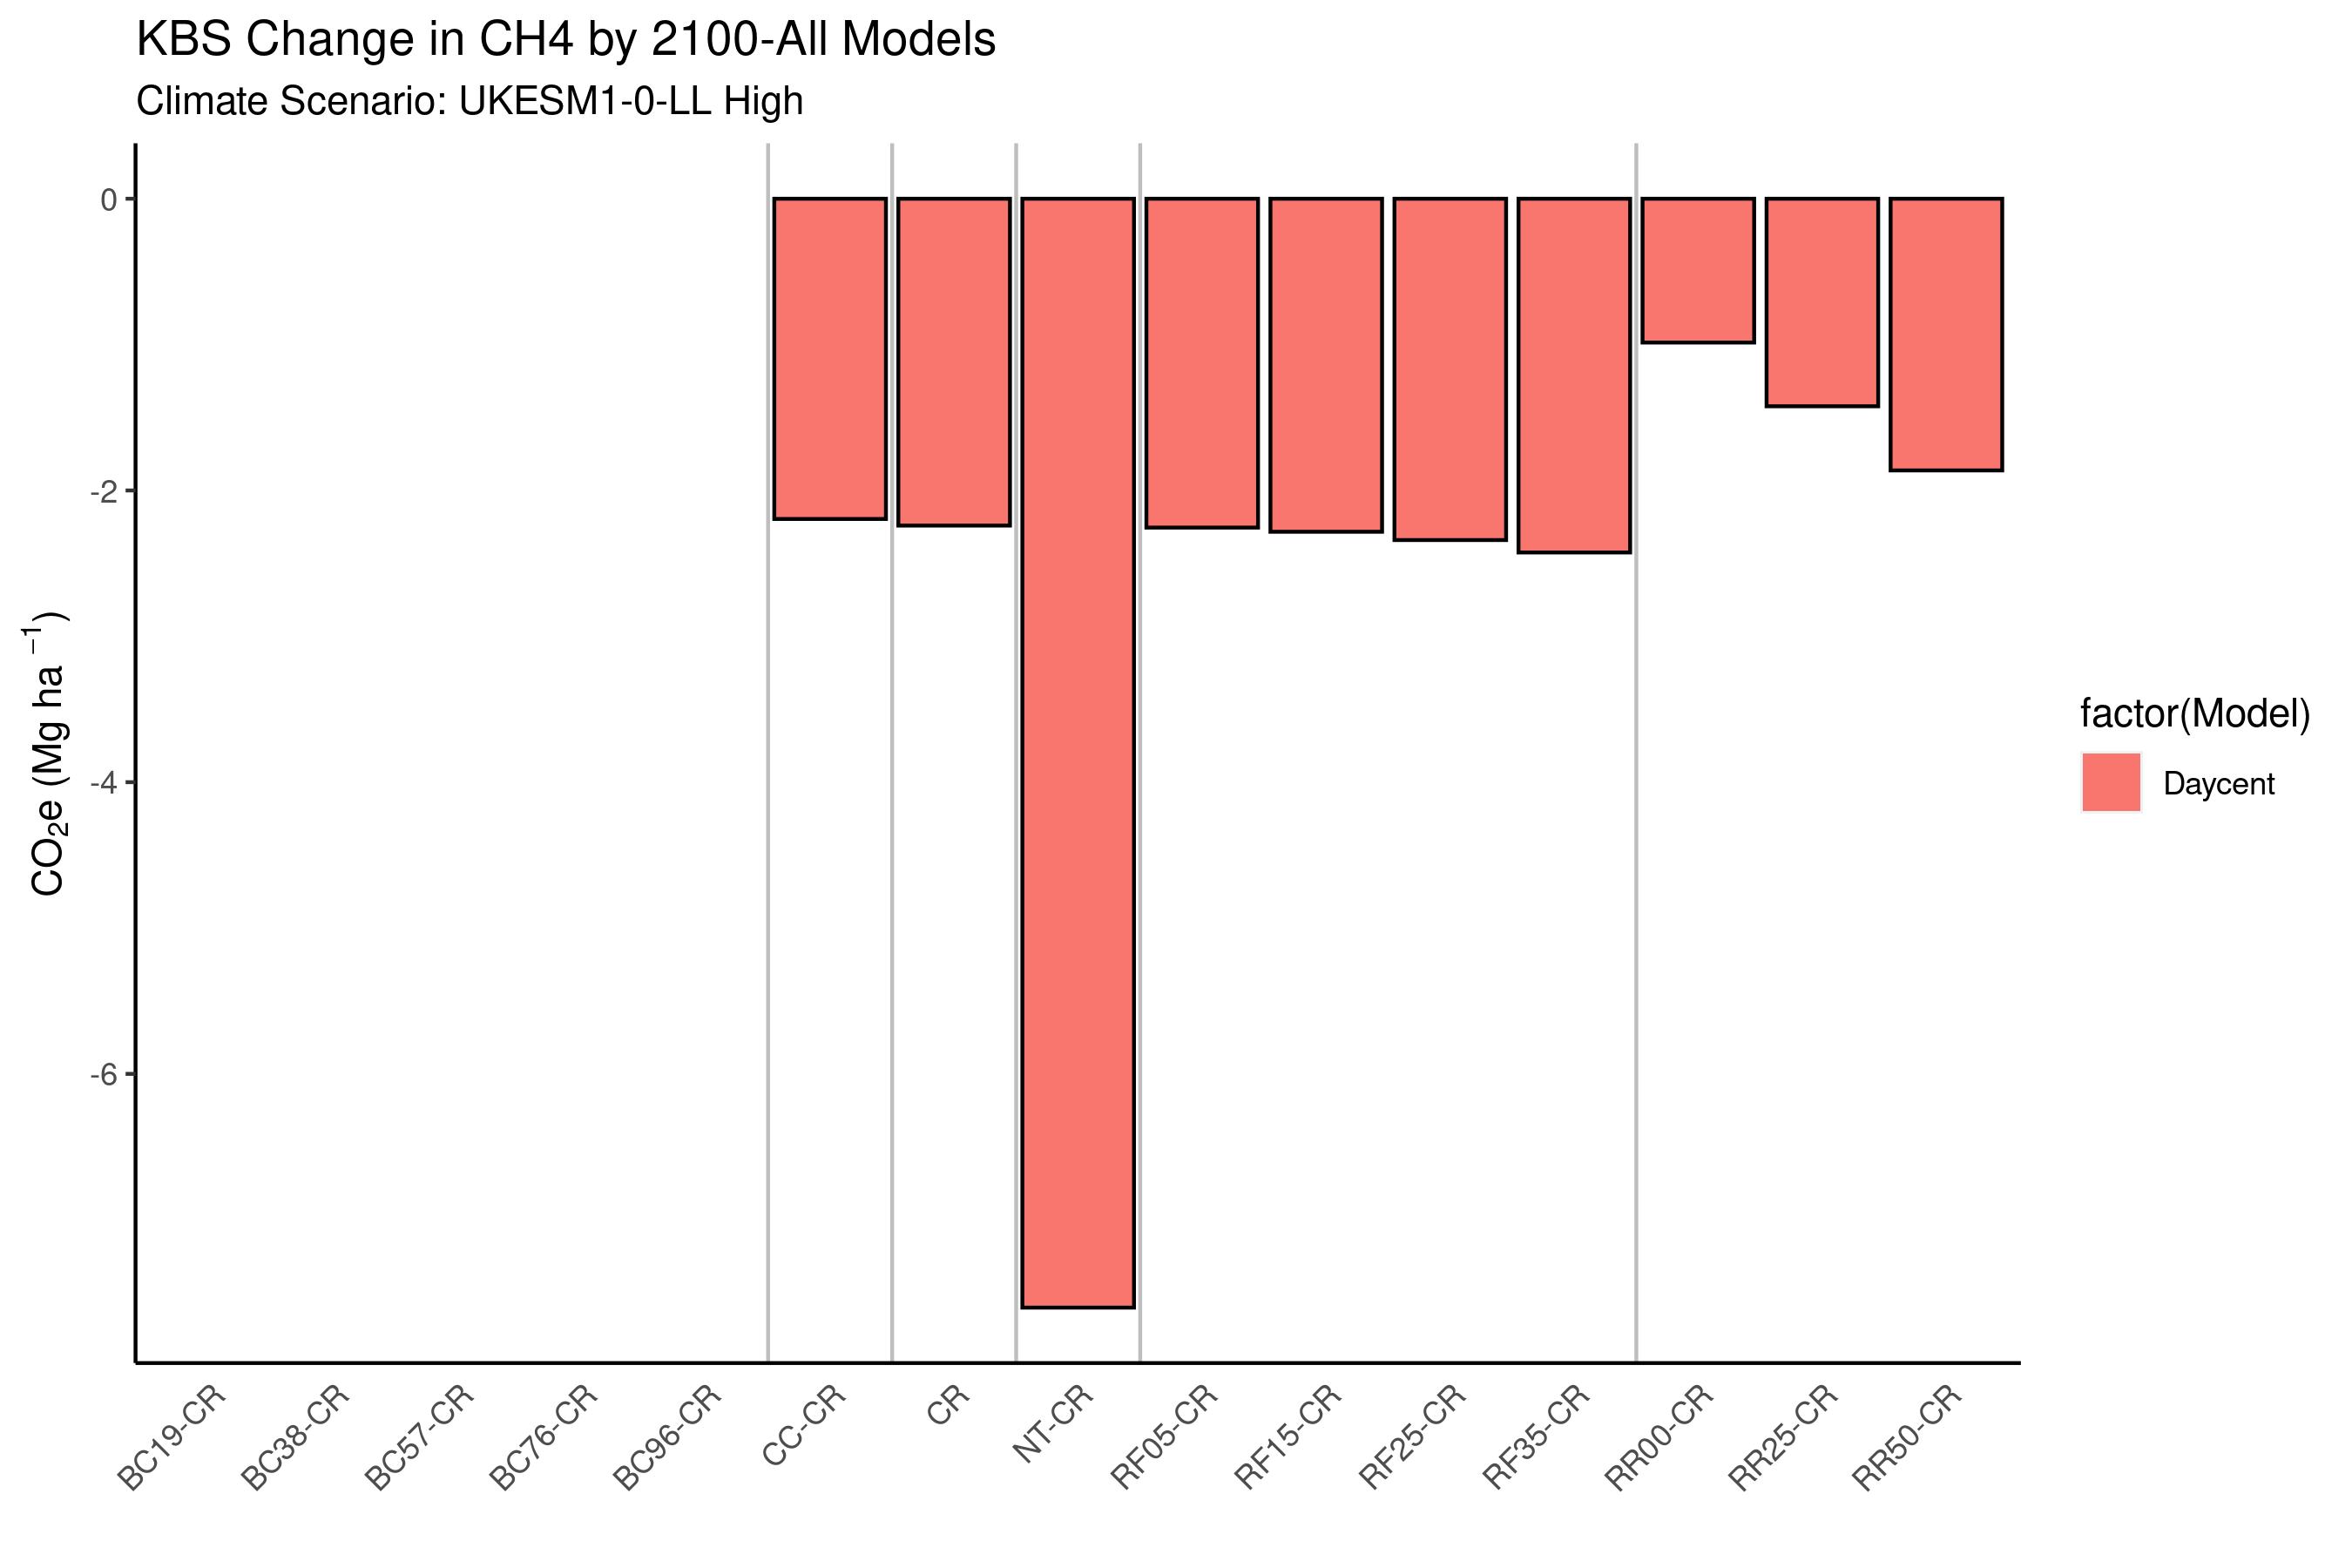 KBS Change in CH4 by 2100-All Models
Climate Scenario: UKESM1-0-LL High
0
-2
-4
-6
CO₂e (Mg ha ⁻¹)
BC19-CR
BC38-CR
BC57-CR
BC76-CR
BC96-CR
CC-CR
CR
NT-CR
RF05-CR
RF15-CR
RF25-CR
RF35-CR
RR00-CR
RR25-CR
RR50-CR
factor(Model)
Daycent